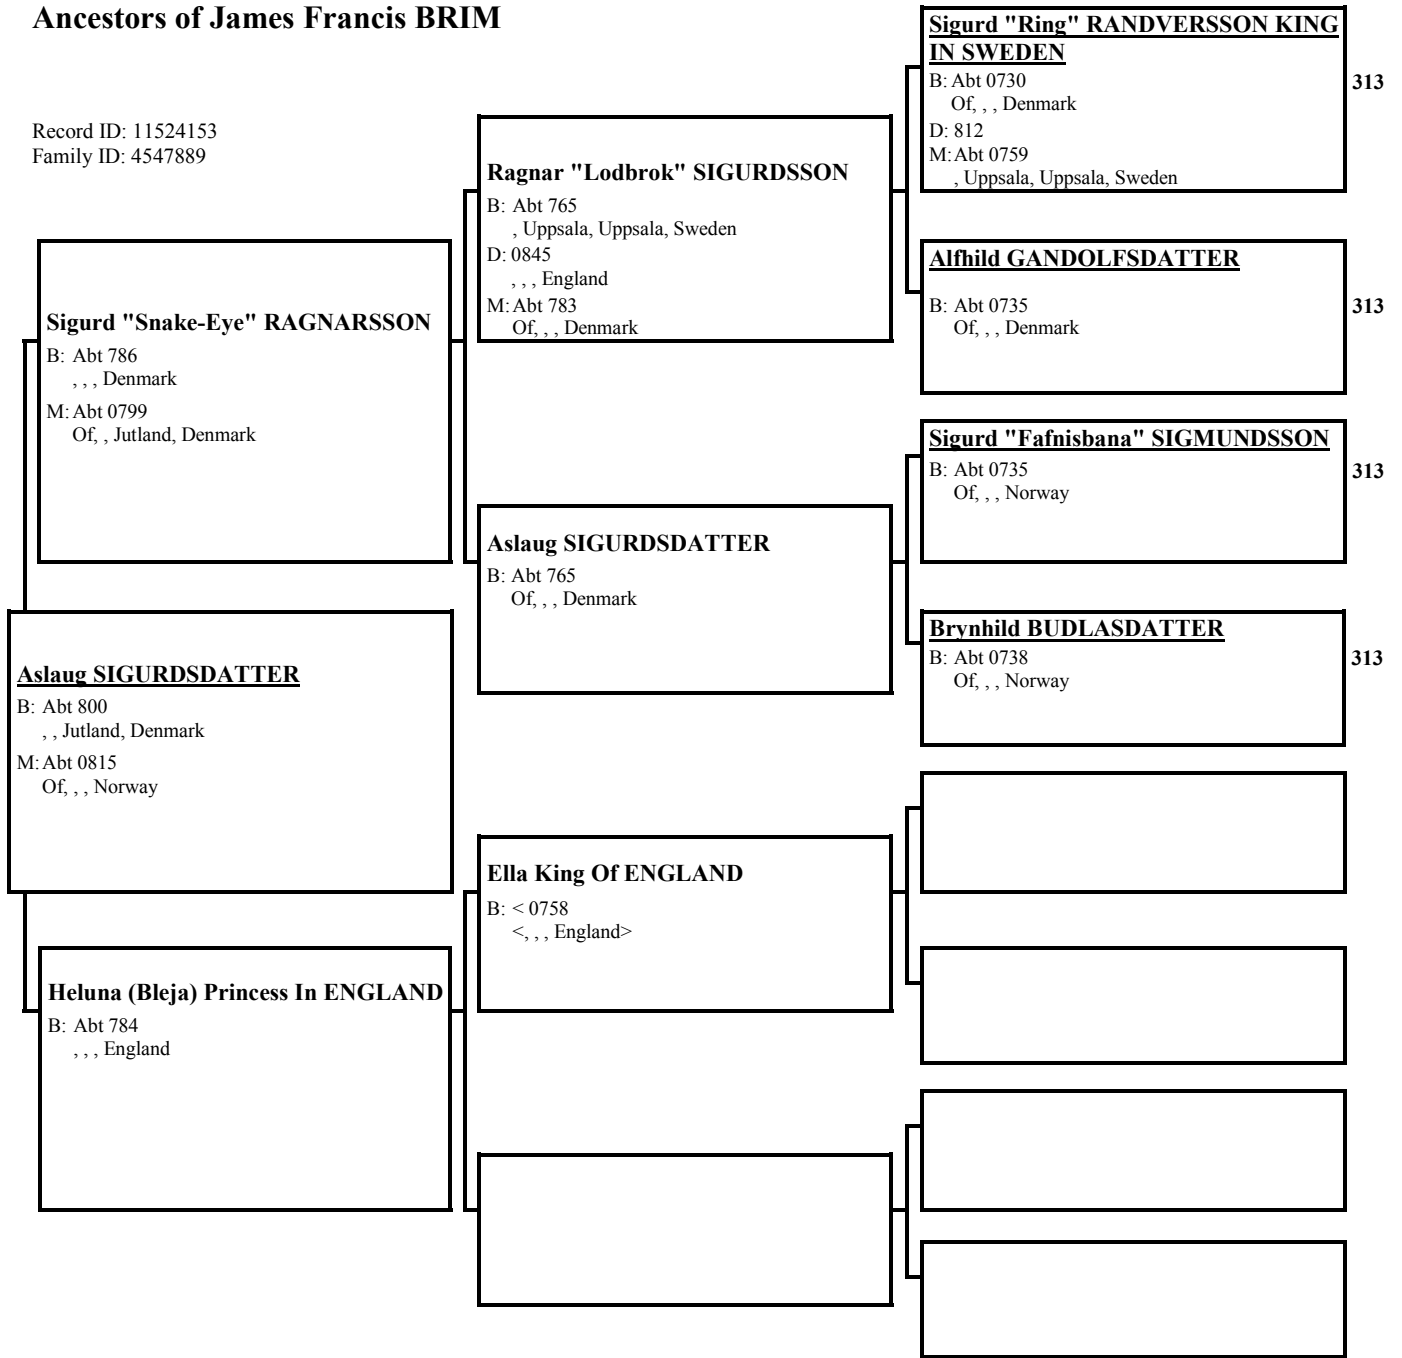 Ancestors of James Francis BRIM
Record ID: 11524153
Family ID: 4547889
Sigurd "Snake-Eye" RAGNARSSON
B: Abt 786
, , , Denmark
M: Abt 0799
Of, , Jutland, Denmark
Aslaug SIGURDSDATTER
B: Abt 800
, , Jutland, Denmark
M: Abt 0815
Of, , , Norway
Heluna (Bleja) Princess In ENGLAND
B: Abt 784
, , , England
Ragnar "Lodbrok" SIGURDSSON
B: Abt 765
, Uppsala, Uppsala, Sweden
D: 0845
, , , England
M: Abt 783
Of, , , Denmark
Aslaug SIGURDSDATTER
B: Abt 765
Of, , , Denmark
Ella King Of ENGLAND
B: < 0758
<, , , England>
Sigurd "Ring" RANDVERSSON KING
IN SWEDEN
B: Abt 0730
Of, , , Denmark
D: 812
M: Abt 0759
, Uppsala, Uppsala, Sweden
313
Alfhild GANDOLFSDATTER
B: Abt 0735
Of, , , Denmark
313
Sigurd "Fafnisbana" SIGMUNDSSON
B: Abt 0735
Of, , , Norway
313
Brynhild BUDLASDATTER
B: Abt 0738
Of, , , Norway
313